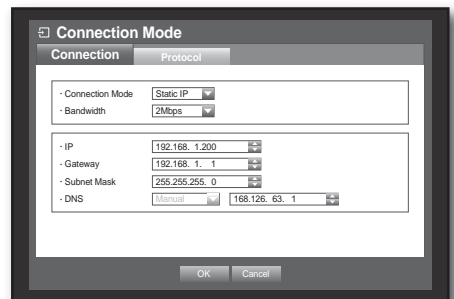 Connection Mode
Connection Protocol
· Connection Mode Static IP
· Bandwidth 2Mbps
· IP 192.168. 1.200
· Gateway 192.168. 1. 1
· Subnet Mask 255.255.255. 0
· DNS Manual 168.126. 63. 1
OK Cancel